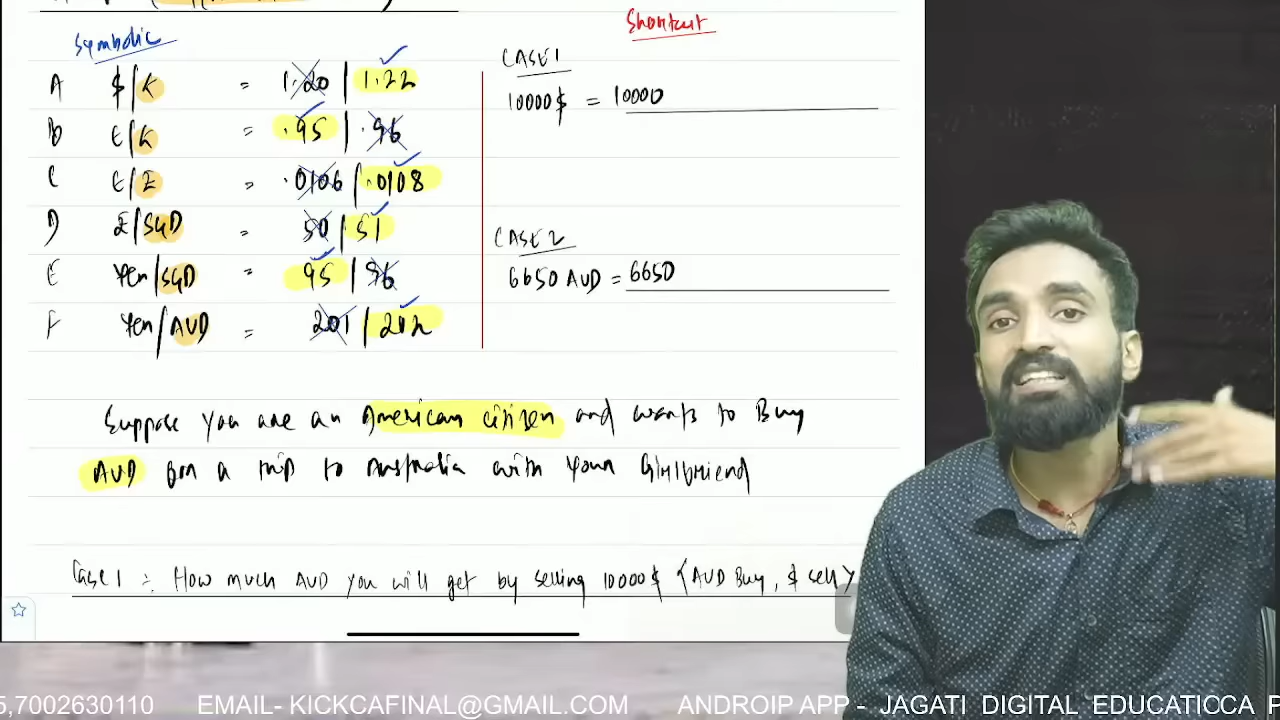 Shortcut
Symbolic
A $/K = 1.20 | 1.22
B €/K = .95 | .96
C €/£ = .0106 | .0108
D £/SGD = 50 | 51
E Yen/SGD = 95 | 96
F Yen/AUD = 201 | 202
CASE 1
10000$ = 10000
CASE 2
6650 AUD = 6650
Suppose you are an American citizen and wants to Buy
AUD for a trip to Australia with your Girlfriend
Case 1 : How much AUD you will get by selling 10000$ {AUD Buy, $ sell}
5,7002630110 EMAIL- KICKCAFINAL@GMAIL.COM ANDROIP APP - JAGATI DIGITAL EDUCATICCA F